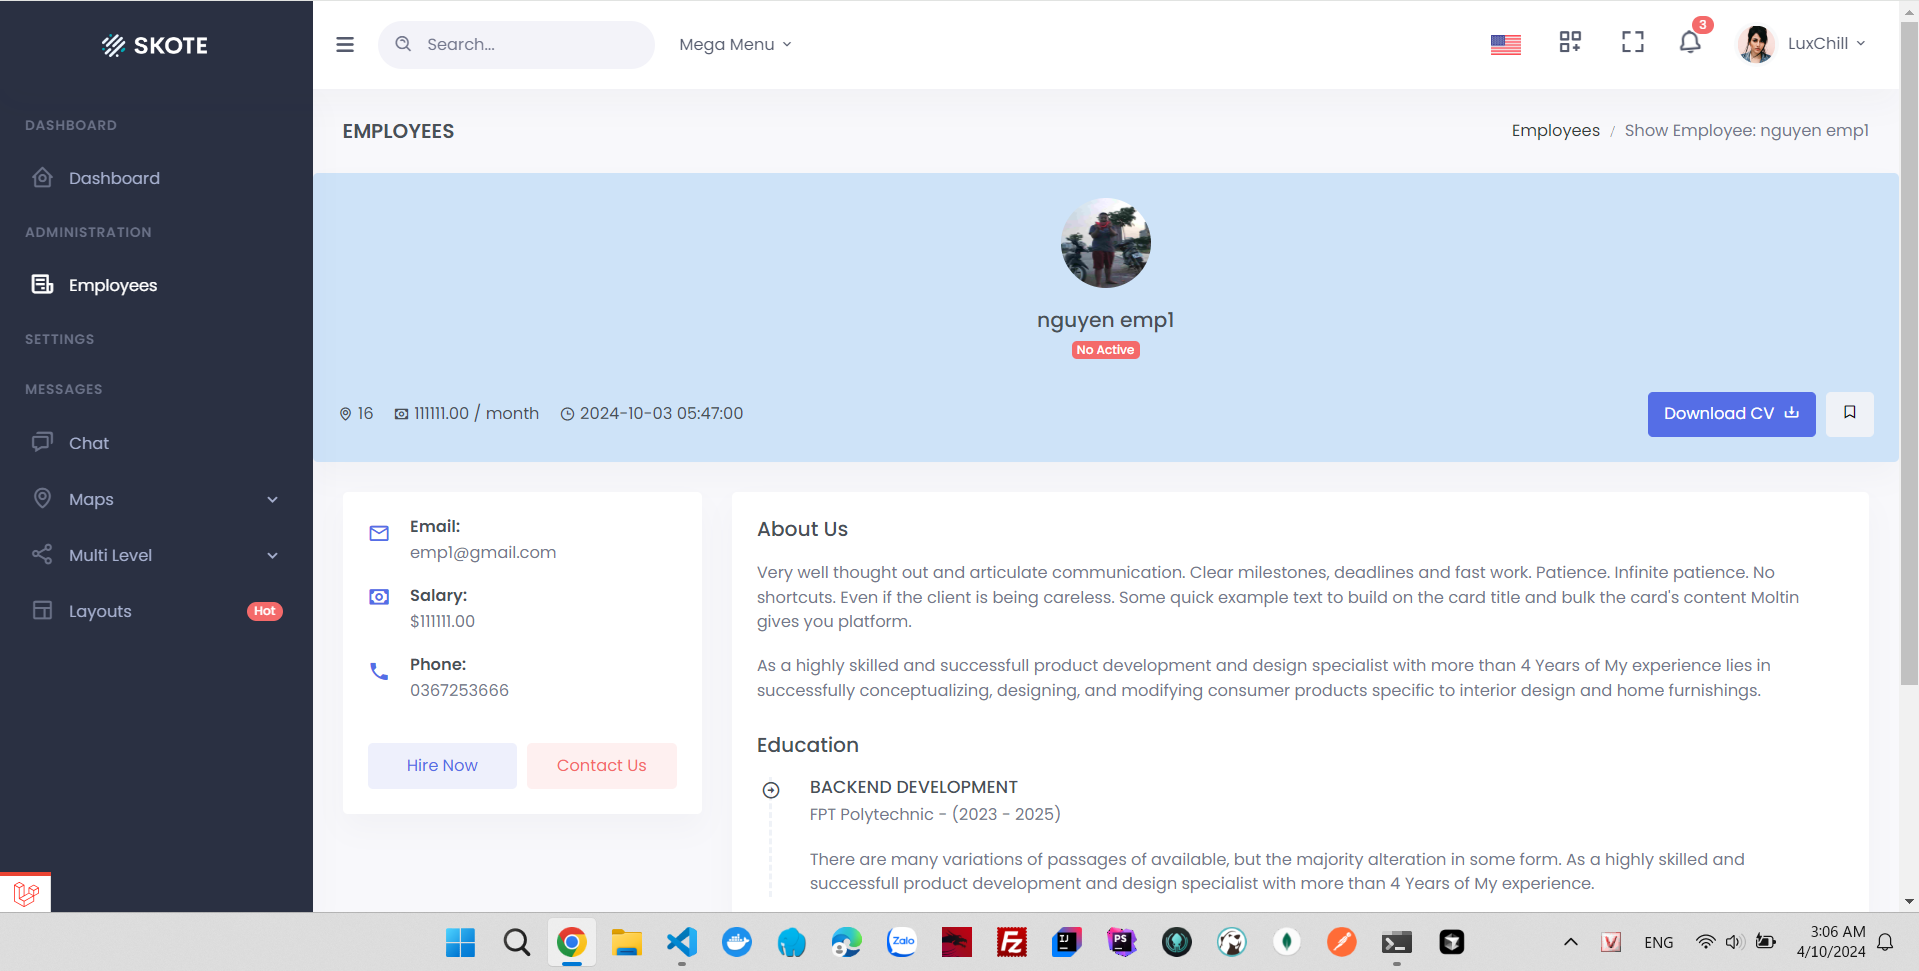 SKOTE
Search...
Mega Menu
3
LuxChill
DASHBOARD
Dashboard
ADMINISTRATION
Employees
SETTINGS
MESSAGES
Chat
Maps
Multi Level
Layouts
Hot
EMPLOYEES
Employees / Show Employee: nguyen emp1
nguyen emp1
No Active
16
111111.00 / month
2024-10-03 05:47:00
Download CV
Email:
emp1@gmail.com
Salary:
$111111.00
Phone:
0367253666
Hire Now
Contact Us
About Us
Very well thought out and articulate communication. Clear milestones, deadlines and fast work. Patience. Infinite patience. No
shortcuts. Even if the client is being careless. Some quick example text to build on the card title and bulk the card's content Moltin
gives you platform.
As a highly skilled and successfull product development and design specialist with more than 4 Years of My experience lies in
successfully conceptualizing, designing, and modifying consumer products specific to interior design and home furnishings.
Education
BACKEND DEVELOPMENT
FPT Polytechnic - (2023 - 2025)
There are many variations of passages of available, but the majority alteration in some form. As a highly skilled and
successfull product development and design specialist with more than 4 Years of My experience.
Zalo
FZ
IJ
PS
V
ENG
3:06 AM
4/10/2024